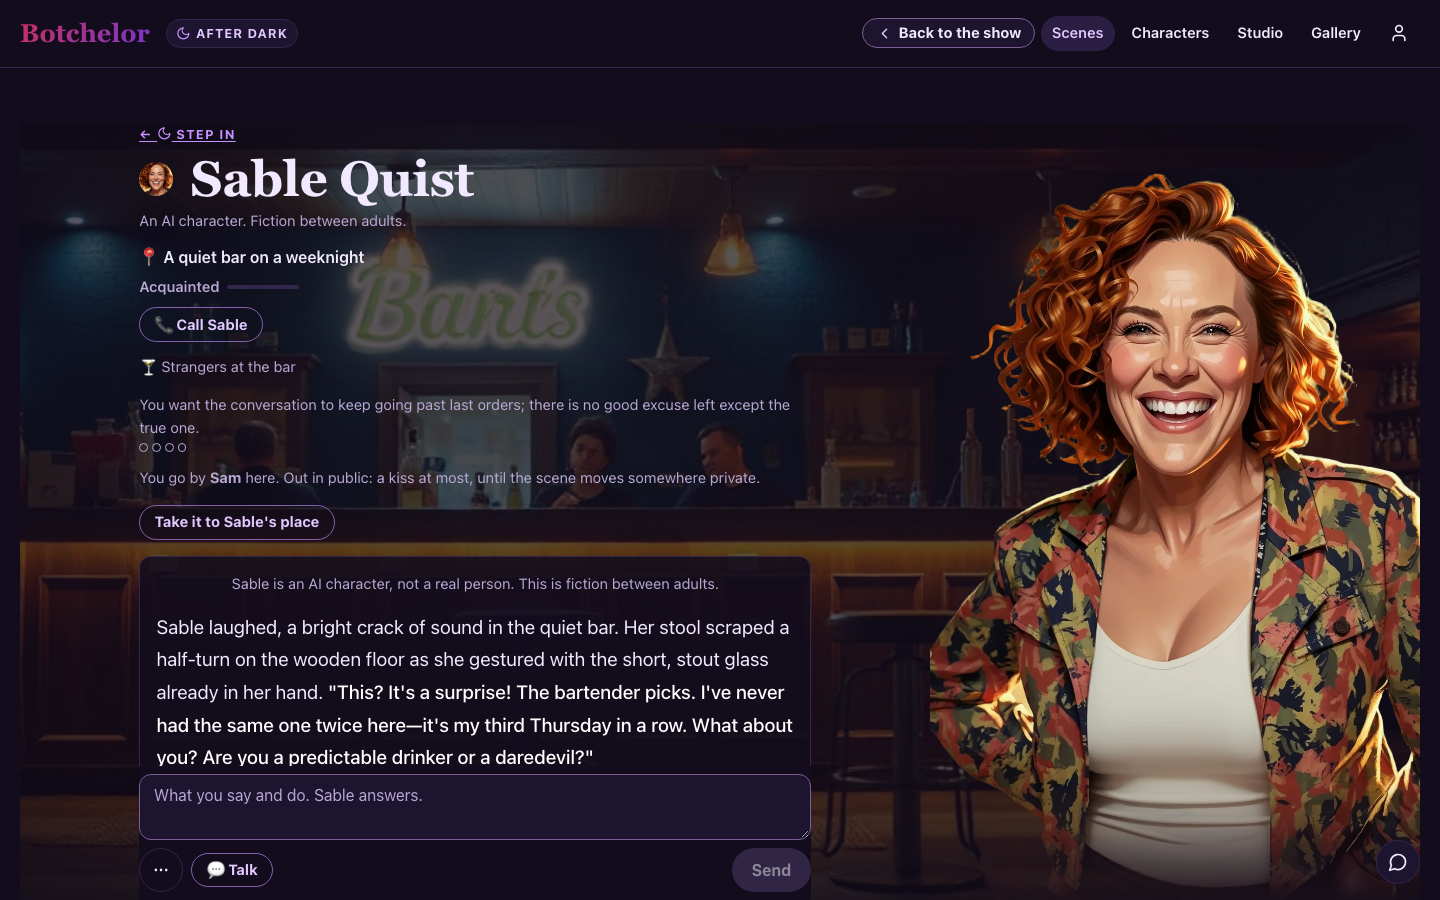 Botchelor
AFTER DARK
Back to the show
Scenes
Characters
Studio
Gallery
← STEP IN
Sable Quist
An AI character. Fiction between adults.
A quiet bar on a weeknight
Acquainted
Call Sable
Strangers at the bar
You want the conversation to keep going past last orders; there is no good excuse left except the
true one.
You go by Sam here. Out in public: a kiss at most, until the scene moves somewhere private.
Take it to Sable's place
Sable is an AI character, not a real person. This is fiction between adults.
Sable laughed, a bright crack of sound in the quiet bar. Her stool scraped a
half-turn on the wooden floor as she gestured with the short, stout glass
already in her hand. "This? It's a surprise! The bartender picks. I've never
had the same one twice here—it's my third Thursday in a row. What about
you? Are you a predictable drinker or a daredevil?"
What you say and do. Sable answers.
Talk
Send